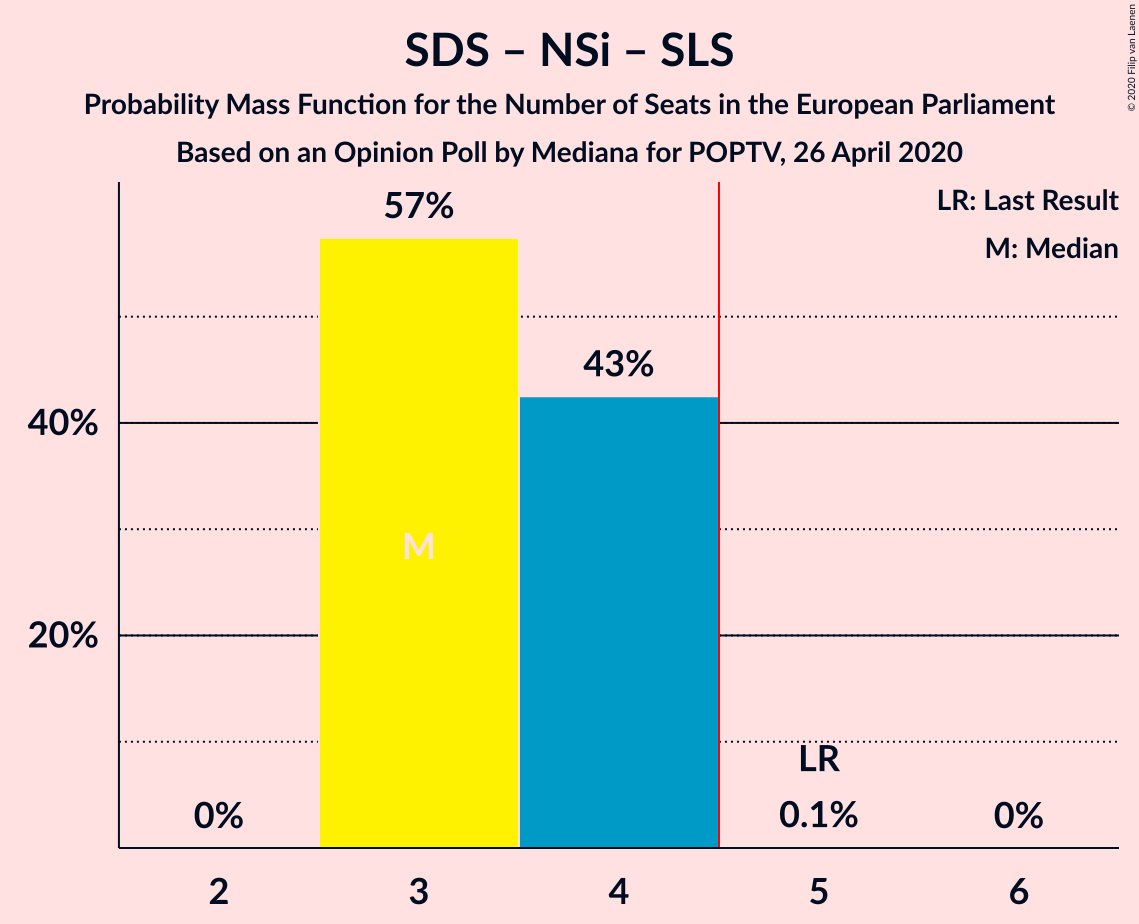 SDS – NSi – SLS
Probability Mass Function for the Number of Seats in the European Parliament
Based on an Opinion Poll by Mediana for POPTV, 26 April 2020
© 2020 Filip van Laenen
LR: Last Result
M: Median
57%
43%
40%
M
20%
LR
0%
0.1%
0%
2
3
4
5
6